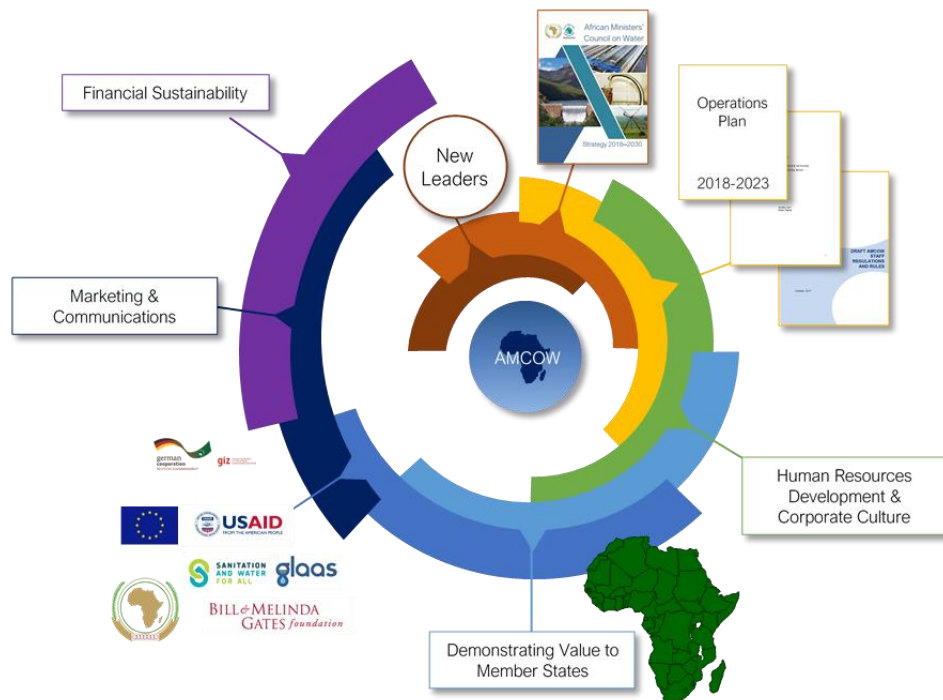 African Ministers'
Council on Water
Strategy 2018-2030
Financial Sustainability
New
Leaders
Operations
Plan
2018-2023
DRAFT AMCOW
STAFF
REGULATIONS
AND RULES
Marketing &
Communications
AMCOW
german
cooperation
giz
USAID
FROM THE AMERICAN PEOPLE
SANITATION
AND WATER
FOR ALL
glaas
BILL & MELINDA
GATES foundation
Human Resources
Development &
Corporate Culture
Demonstrating Value to
Member States